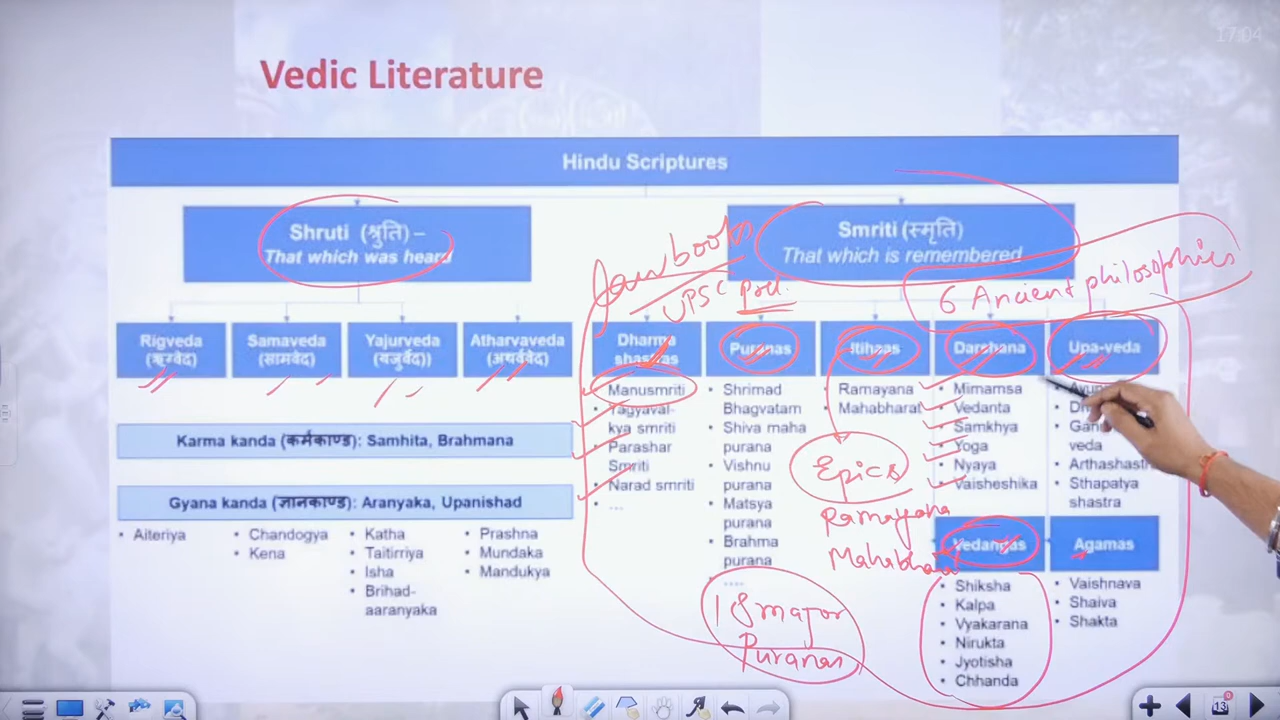 17:04
Vedic Literature
Hindu Scriptures
Shruti (श्रुति) –
That which was heard
Smriti (स्मृति)
That which is remembered
Law books
UPSC Prel.
6 Ancient philosophies
Rigveda
(ऋग्वेद)
Samaveda
(सामवेद)
Yajurveda
(यजुर्वेद))
Atharvaveda
(अथर्ववेद)
Karma kanda (कर्मकाण्ड): Samhita, Brahmana
Gyana kanda (ज्ञानकाण्ड): Aranyaka, Upanishad
• Aiteriya
• Chandogya
• Kena
• Katha
• Taitirriya
• Isha
• Brihad-
aaranyaka
• Prashna
• Mundaka
• Mandukya
Dharma
shastras
• Manusmriti
• Yagyaval-
kya smriti
• Parashar
Smriti
• Narad smriti
• ...
Puranas
• Shrimad
Bhagvatam
• Shiva maha
purana
• Vishnu
purana
• Matsya
purana
• Brahma
purana
• ....
18 major
Puranas
Itihaas
• Ramayana
• Mahabharat
Epics
Ramayana
Mahabharat
Darshana
• Mimamsa
• Vedanta
• Samkhya
• Yoga
• Nyaya
• Vaisheshika
Vedangas
• Shiksha
• Kalpa
• Vyakarana
• Nirukta
• Jyotisha
• Chhanda
Upa-veda
veda
• Arthashastr
• Sthapatya
shastra
Agamas
• Vaishnava
• Shaiva
• Shakta
13